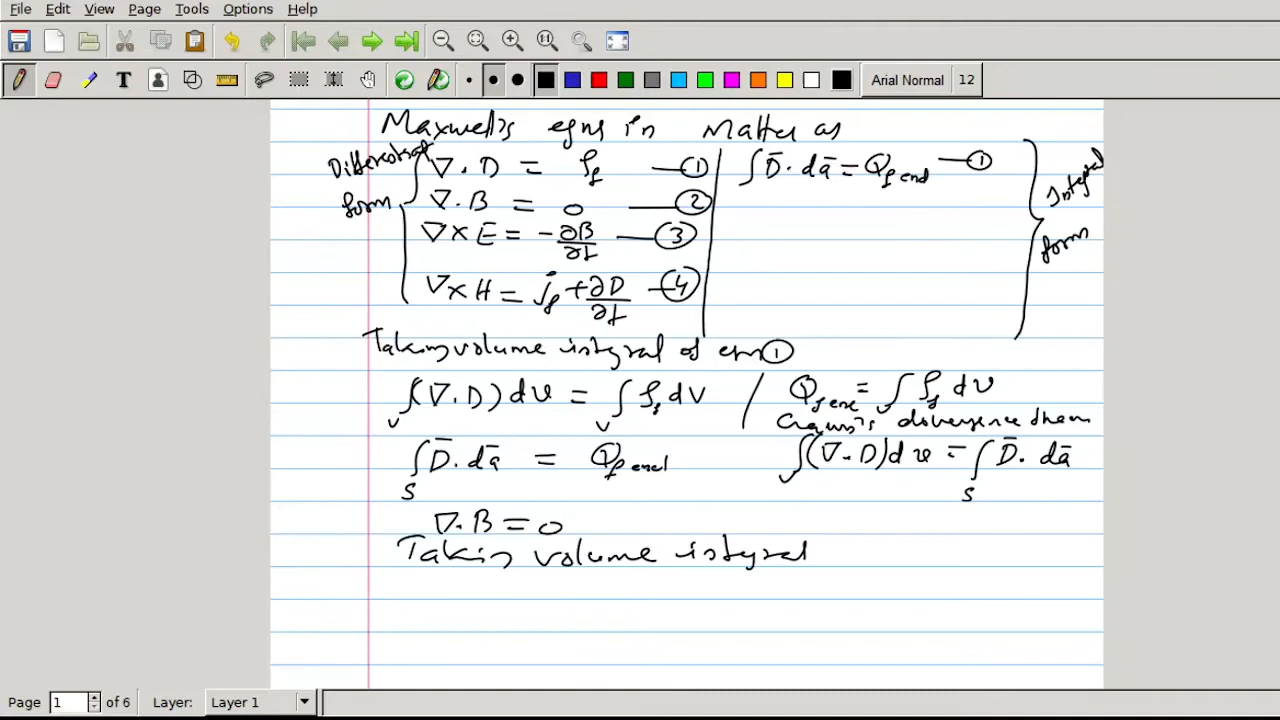 File Edit View Page Tools Options Help
Arial Normal 12
Maxwell's eqns in Matter as
Differential form
∇. D = ρf —①
∇. B = 0 —②
∇× E = -∂B/∂t —③
∇× H = jf + ∂D/∂t —④
∫ D̄. dā = Qf end —①
Integral form
Taking volume integral of eqn ①
∫v (∇. D) dv = ∫v ρf dv / Qf enc = ∫v ρf dv
Gauss's divergence them
∫s D̄. dā = Qf encl
∫v (∇. D) dv = ∫s D̄. dā
∇. B = 0
Taking volume integral
Page 1 of 6 Layer: Layer 1